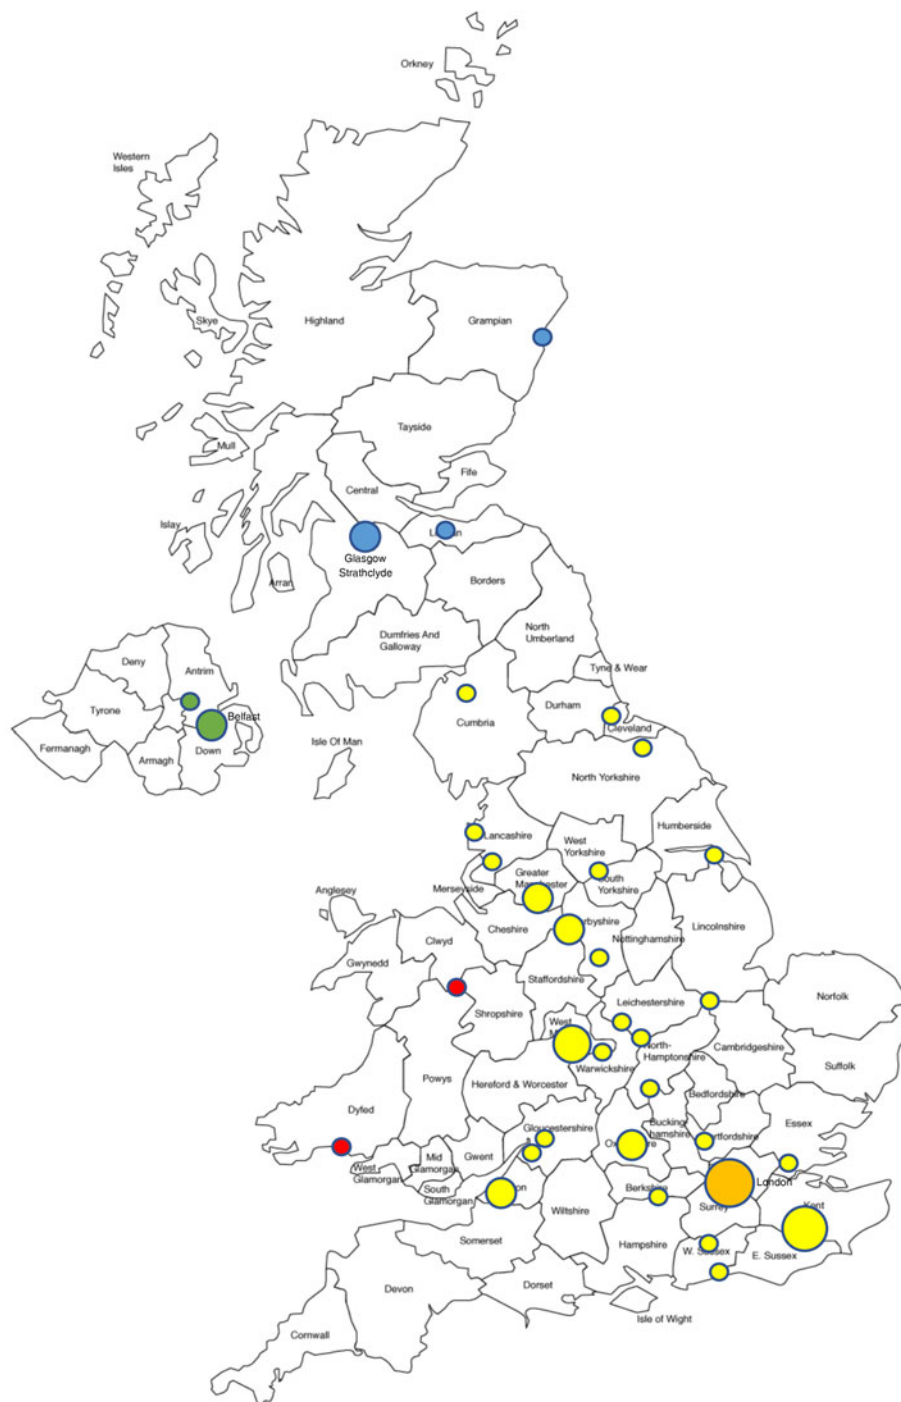 Orkney
Western
Isles
Skye
Highland
Grampian
Tayside
Mull
Fife
Central
Islay
Glasgow
Strathclyde
Arran
Borders
North
Umberland
Dumfries And
Galloway
Tyne & Wear
Deny
Antrim
Durham
Tyrone
Belfast
Cumbria
Cleveland
Fermanagh
Armagh
Down
Isle Of Man
North Yorkshire
Lancashire
Humberside
West
Yorkshire
Greater
South
Yorkshire
Merseyside
Anglesey
Cheshire
Lincolnshire
Clwyd
Nottinghamshire
Gwynedd
Staffordshire
Norfolk
Leichestershire
Shropshire
West
North-
Hamptonshire
Cambridgeshire
Warwickshire
Suffolk
Powys
Hereford & Worcester
Bedfordshire
Dyfed
Gloucestershire
Bucking
hamshire
Essex
Gwent
Mid
Glamorgan
West
Glamorgan
South
Glamorgan
Berkshire
London
Surrey
Kent
Wiltshire
Somerset
Hampshire
W. Sussex
E. Sussex
Devon
Dorset
Isle of Wight
Cornwall